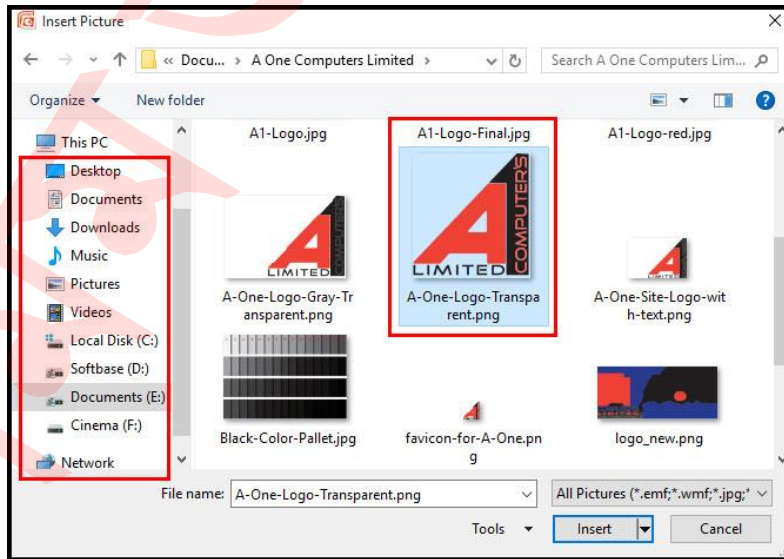 Insert Picture
« Docu... › A One Computers Limited ›
Search A One Computers Lim...
Organize
New folder
This PC
Desktop
Documents
Downloads
Music
Pictures
Videos
Local Disk (C:)
Softbase (D:)
Documents (E:)
Cinema (F:)
Network
A1-Logo.jpg
A1-Logo-Final.jpg
A1-Logo-red.jpg
A
LIMITED
A
COMPUTER'S
LIMITED
A
A-One-Logo-Gray-Tr
ansparent.png
A-One-Logo-Transpa
rent.png
A-One-Site-Logo-wit
h-text.png
Black-Color-Pallet.jpg
favicon-for-A-One.pn
g
logo_new.png
File name: A-One-Logo-Transparent.png
All Pictures (*.emf;*.wmf;*.jpg;*
Tools
Insert
Cancel